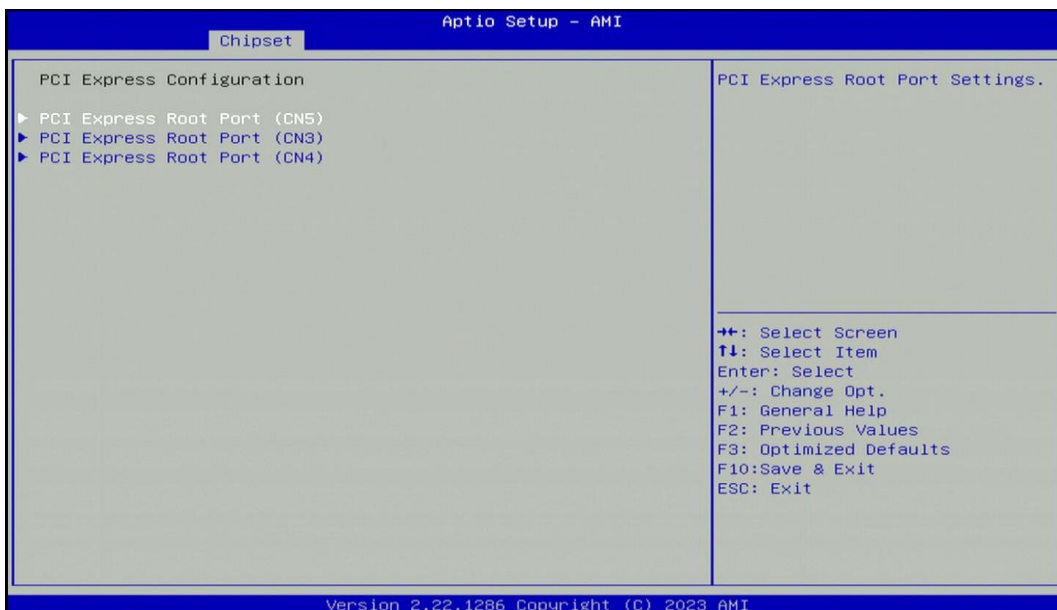 Aptio Setup – AMI
Chipset
PCI Express Configuration
▶ PCI Express Root Port (CN5)
▶ PCI Express Root Port (CN3)
▶ PCI Express Root Port (CN4)
PCI Express Root Port Settings.
→←: Select Screen
↑↓: Select Item
Enter: Select
+/-: Change Opt.
F1: General Help
F2: Previous Values
F3: Optimized Defaults
F10:Save & Exit
ESC: Exit
Version 2.22.1286 Copyright (C) 2023 AMI